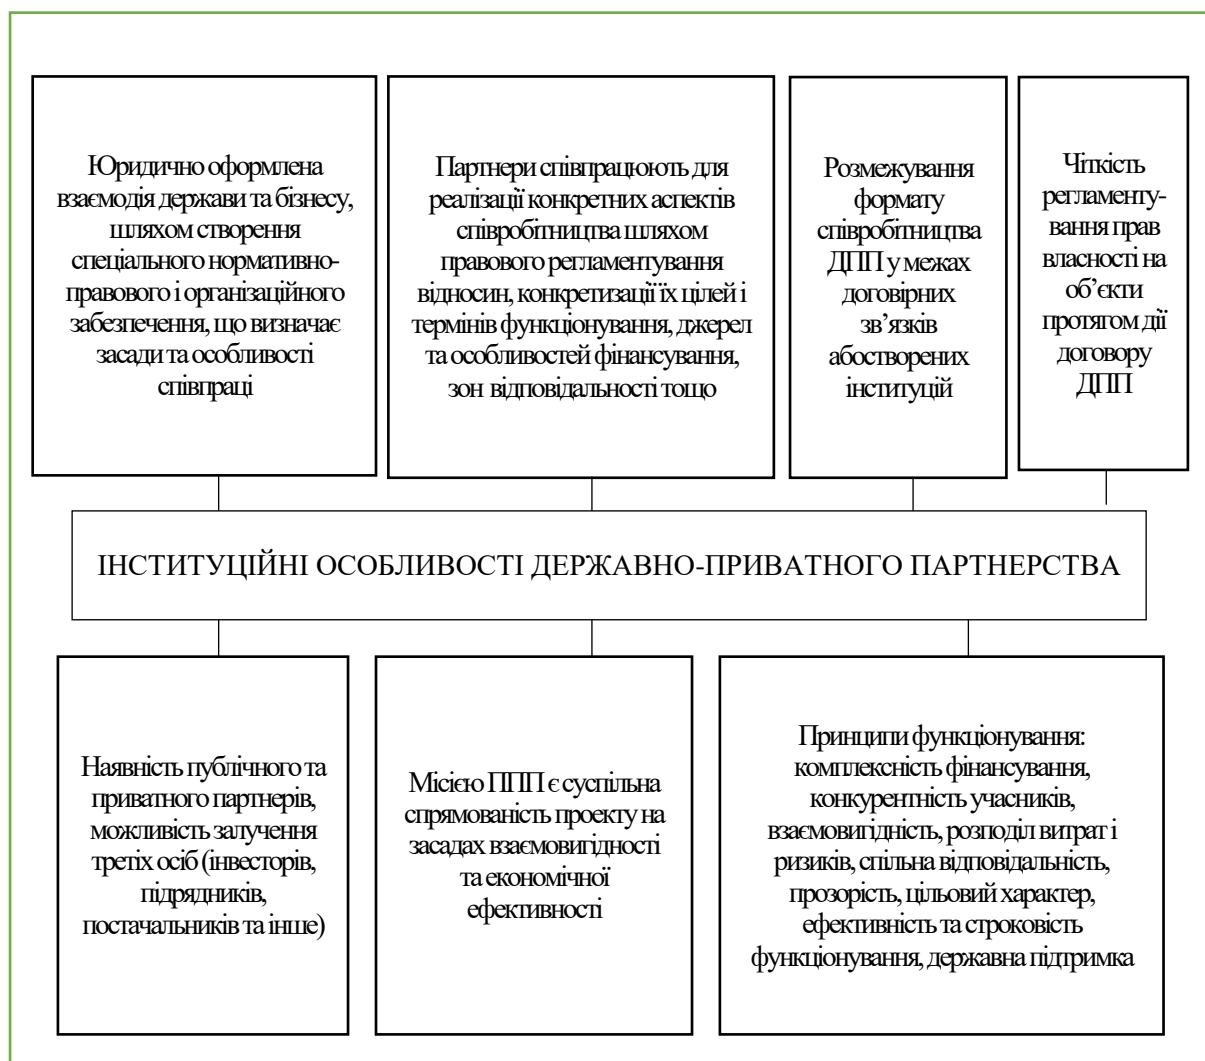 Юридично оформлена
взаємодія держави та бізнесу,
шляхом створення
спеціального нормативно-
правового і організаційного
забезпечення, що визначає
засади та особливості
співпраці
Партнери співпрацюють для
реалізації конкретних аспектів
співробітництва шляхом
правового регламентування
відносин, конкретизації їх цілей і
термінів функціонування, джерел
та особливостей фінансування,
зон відповідальності тощо
Розмежування
формату
співробітництва
ДПП у межах
договірних
зв’язків
абостворених
інституцій
Чіткість
регламенту-
вання прав
власності на
об’єкти
протягом дії
договору
ДПП
ІНСТИТУЦІЙНІ ОСОБЛИВОСТІ ДЕРЖАВНО-ПРИВАТНОГО ПАРТНЕРСТВА
Наявність публічного та
приватного партнерів,
можливість залучення
третіх осіб (інвесторів,
підрядників,
постачальників та інше)
Місією ППП є суспільна
спрямованість проекту на
засадах взаємовигідності
та економічної
ефективності
Принципи функціонування:
комплексність фінансування,
конкурентність учасників,
взаємовигідність, розподіл витрат і
ризиків, спільна відповідальність,
прозорість, цільовий характер,
ефективність та строковість
функціонування, державна підтримка